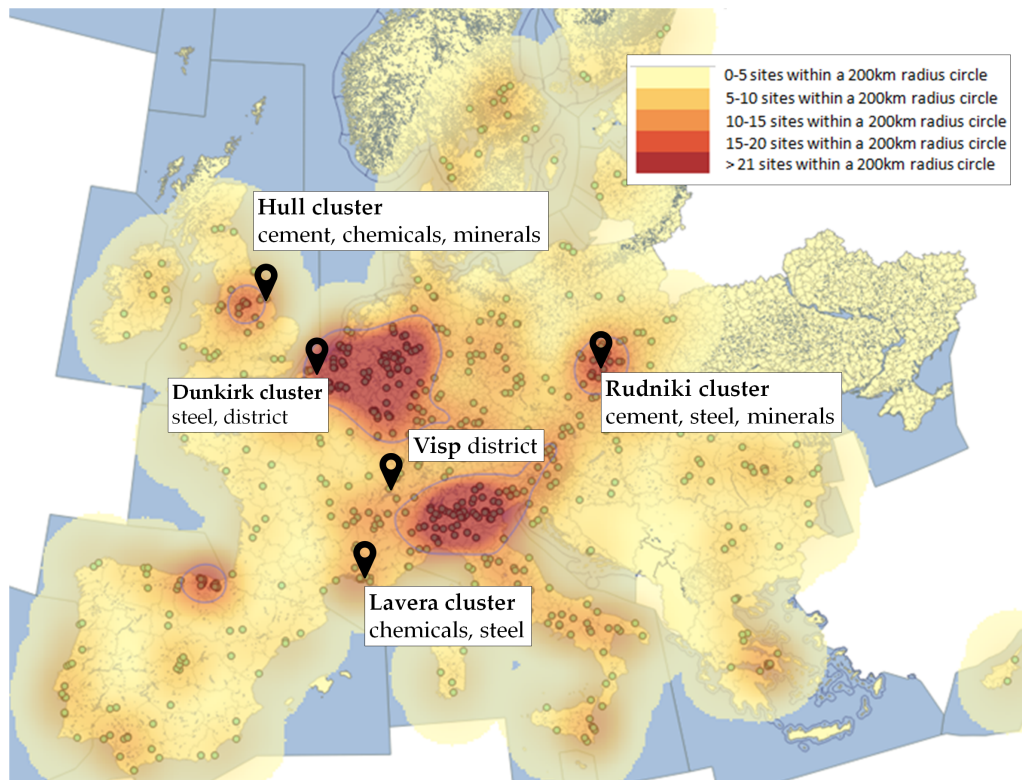 0-5 sites within a 200km radius circle
5-10 sites within a 200km radius circle
10-15 sites within a 200km radius circle
15-20 sites within a 200km radius circle
>21 sites within a 200km radius circle
Hull cluster
cement, chemicals, minerals
Dunkirk cluster
steel, district
Rudniki cluster
cement, steel, minerals
Visp district
Lavera cluster
chemicals, steel